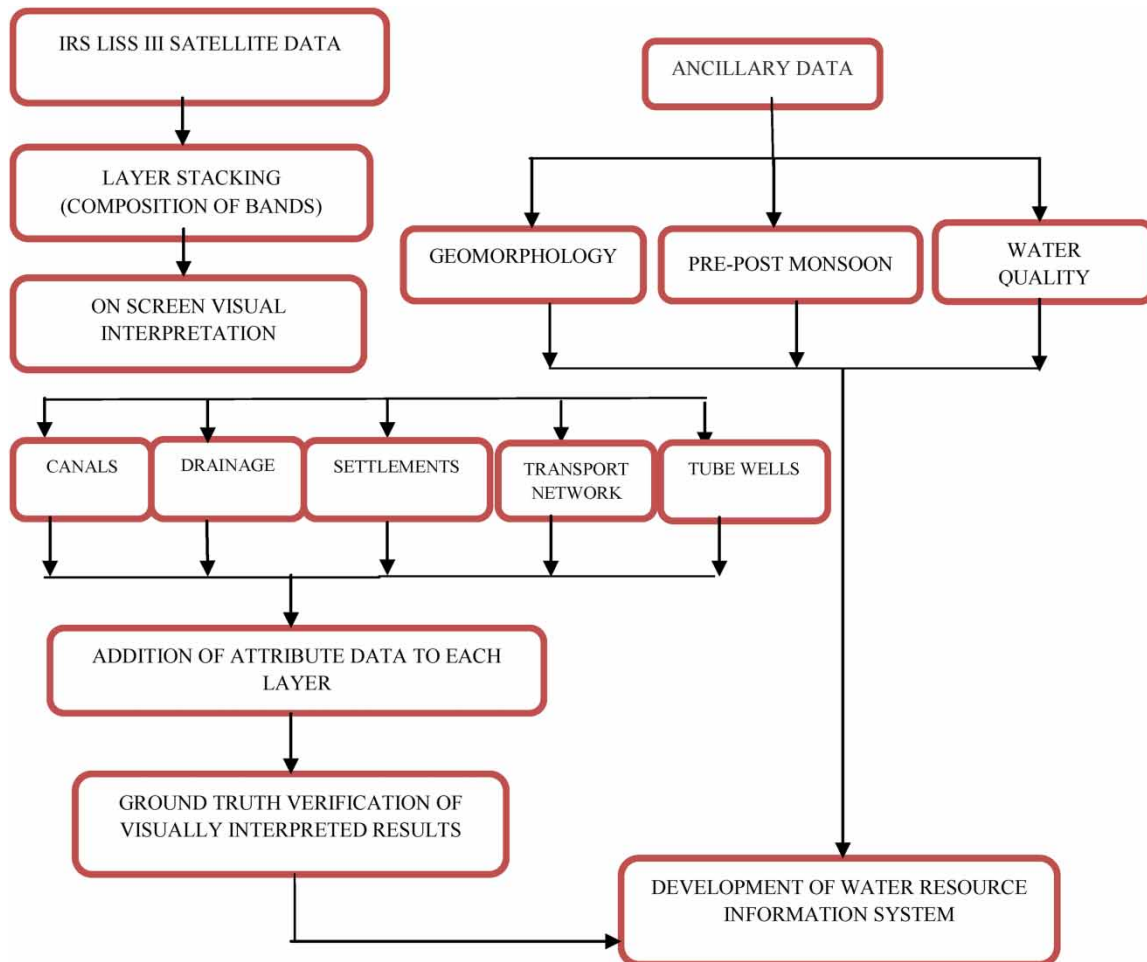 IRS LISS III SATELLITE DATA
ANCILLARY DATA
LAYER STACKING
(COMPOSITION OF BANDS)
GEOMORPHOLOGY
PRE-POST MONSOON
WATER
QUALITY
ON SCREEN VISUAL
INTERPRETATION
CANALS
DRAINAGE
SETTLEMENTS
TRANSPORT
NETWORK
TUBE WELLS
ADDITION OF ATTRIBUTE DATA TO EACH
LAYER
GROUND TRUTH VERIFICATION OF
VISUALLY INTERPRETED RESULTS
DEVELOPMENT OF WATER RESOURCE
INFORMATION SYSTEM